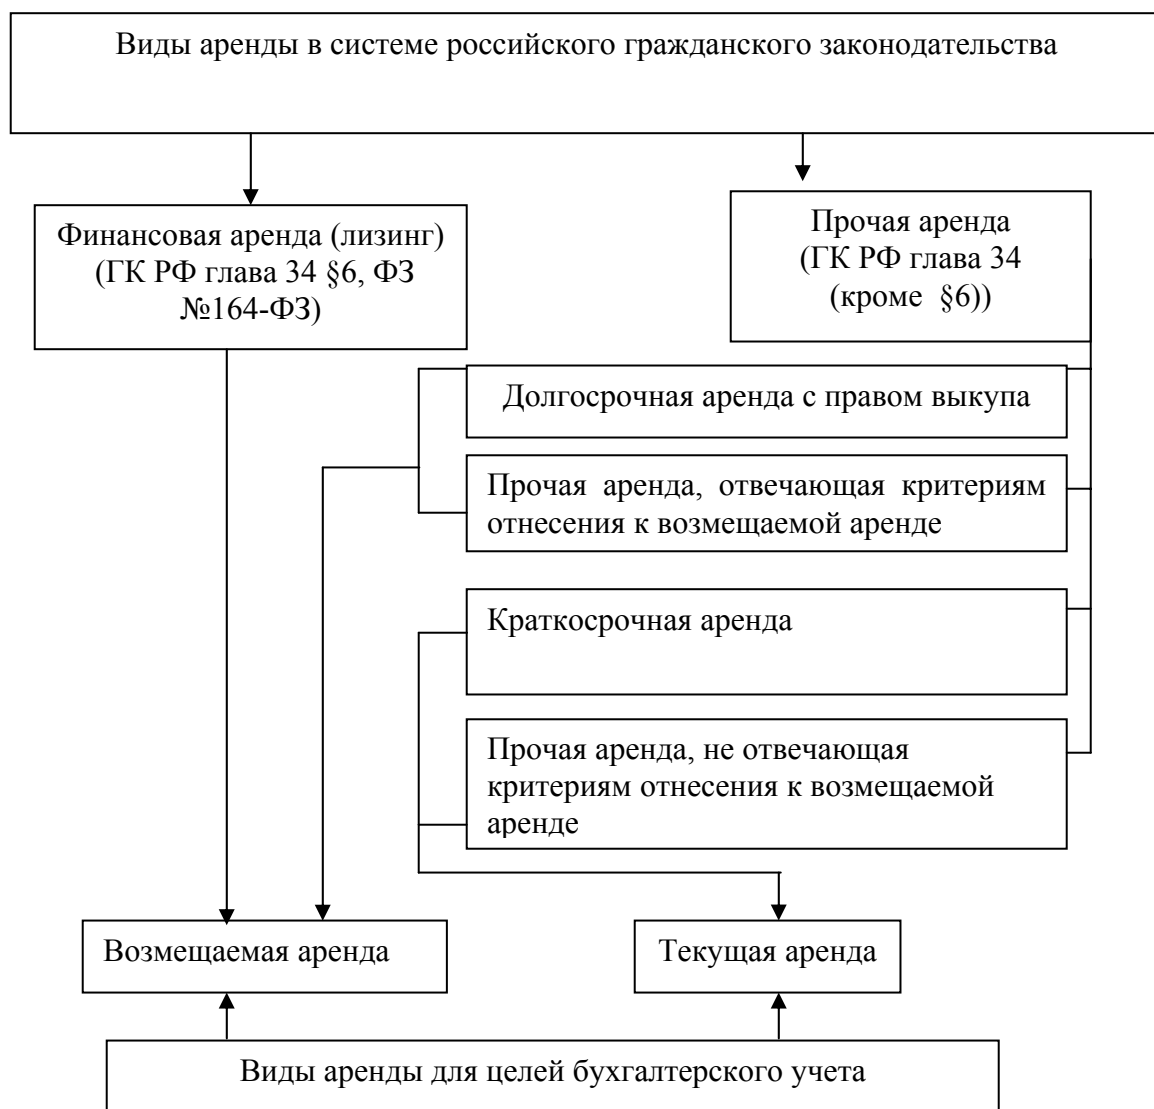 Виды аренды в системе российского гражданского законодательства
Финансовая аренда (лизинг)
(ГК РФ глава 34 §6, ФЗ
№164-ФЗ)
Прочая аренда
(ГК РФ глава 34
(кроме §6))
Долгосрочная аренда с правом выкупа
Прочая аренда, отвечающая критериям
отнесения к возмещаемой аренде
Краткосрочная аренда
Прочая аренда, не отвечающая
критериям отнесения к возмещаемой
аренде
Возмещаемая аренда
Текущая аренда
Виды аренды для целей бухгалтерского учета